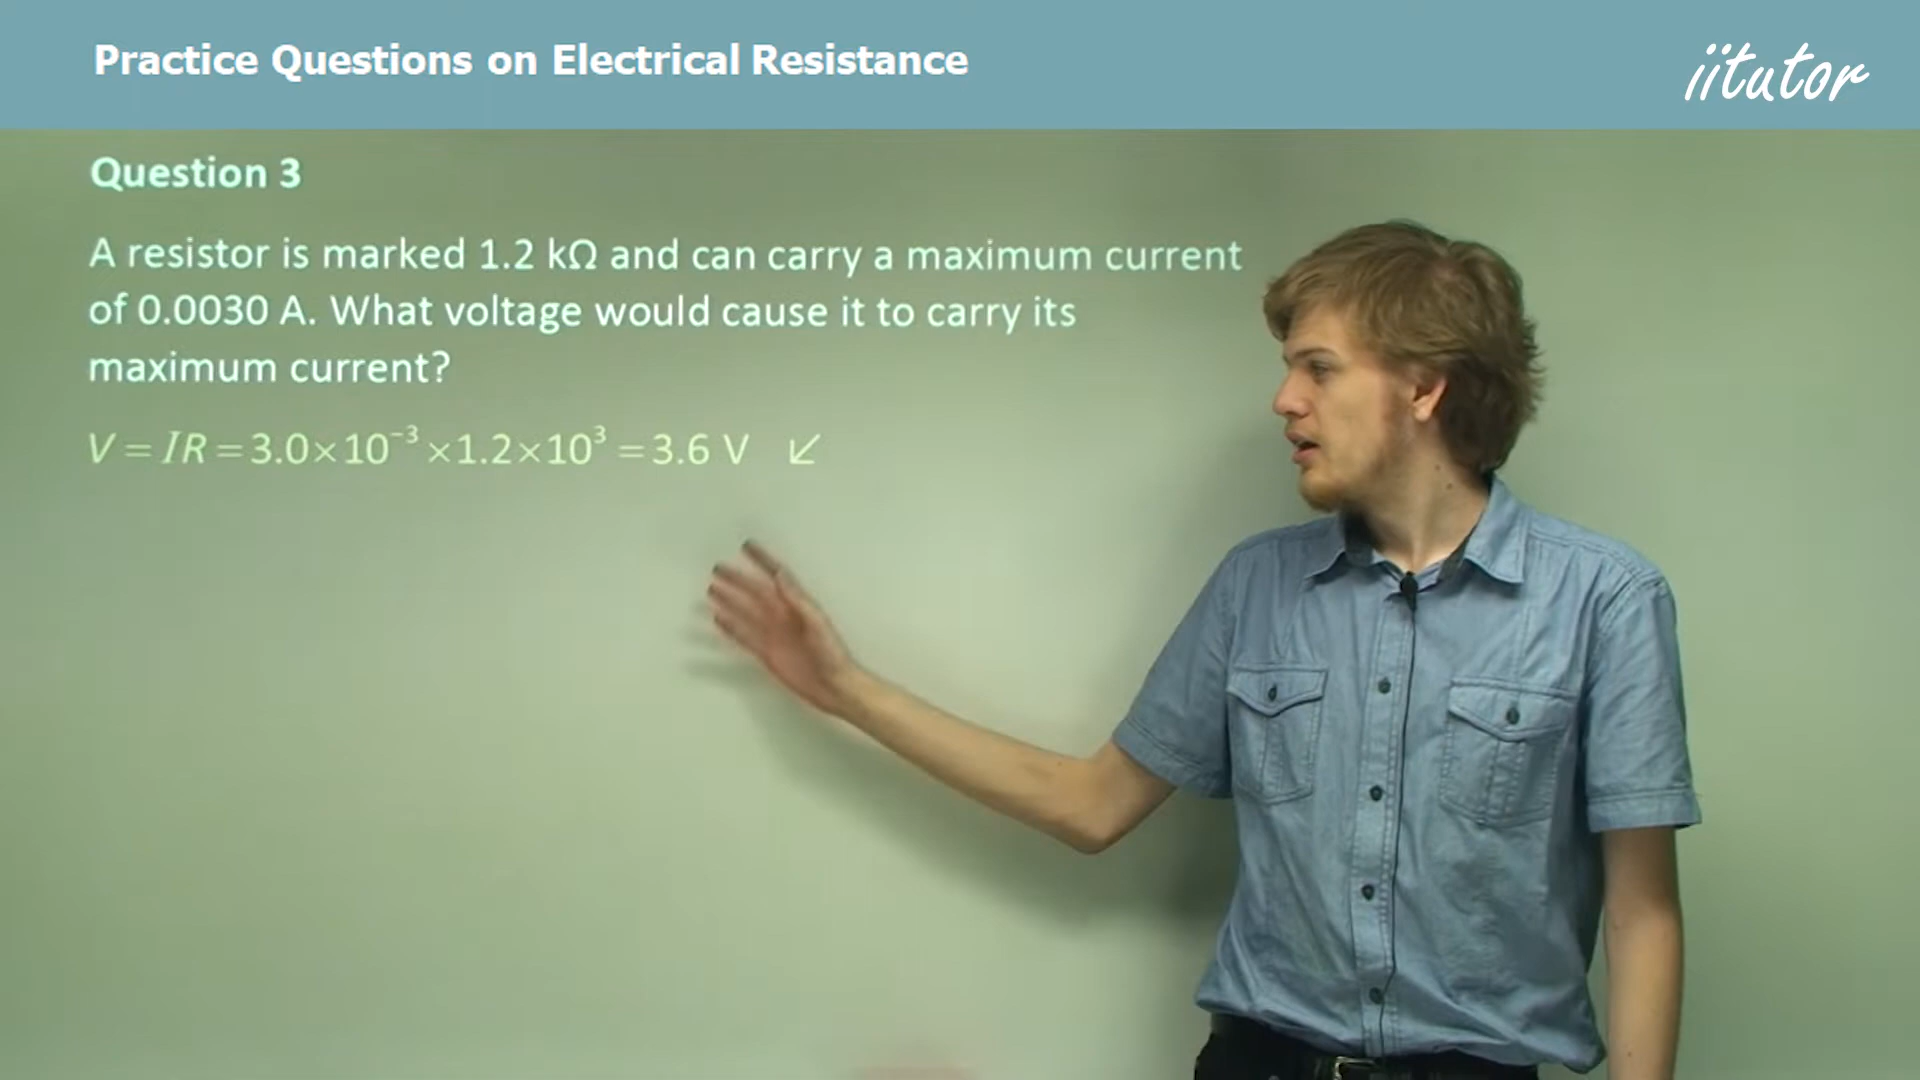 Practice Questions on Electrical Resistance
iitutor
Question 3
A resistor is marked 1.2 kΩ and can carry a maximum current
of 0.0030 A. What voltage would cause it to carry its
maximum current?
V = IR = 3.0×10⁻³ ×1.2×10³ = 3.6 V ↙